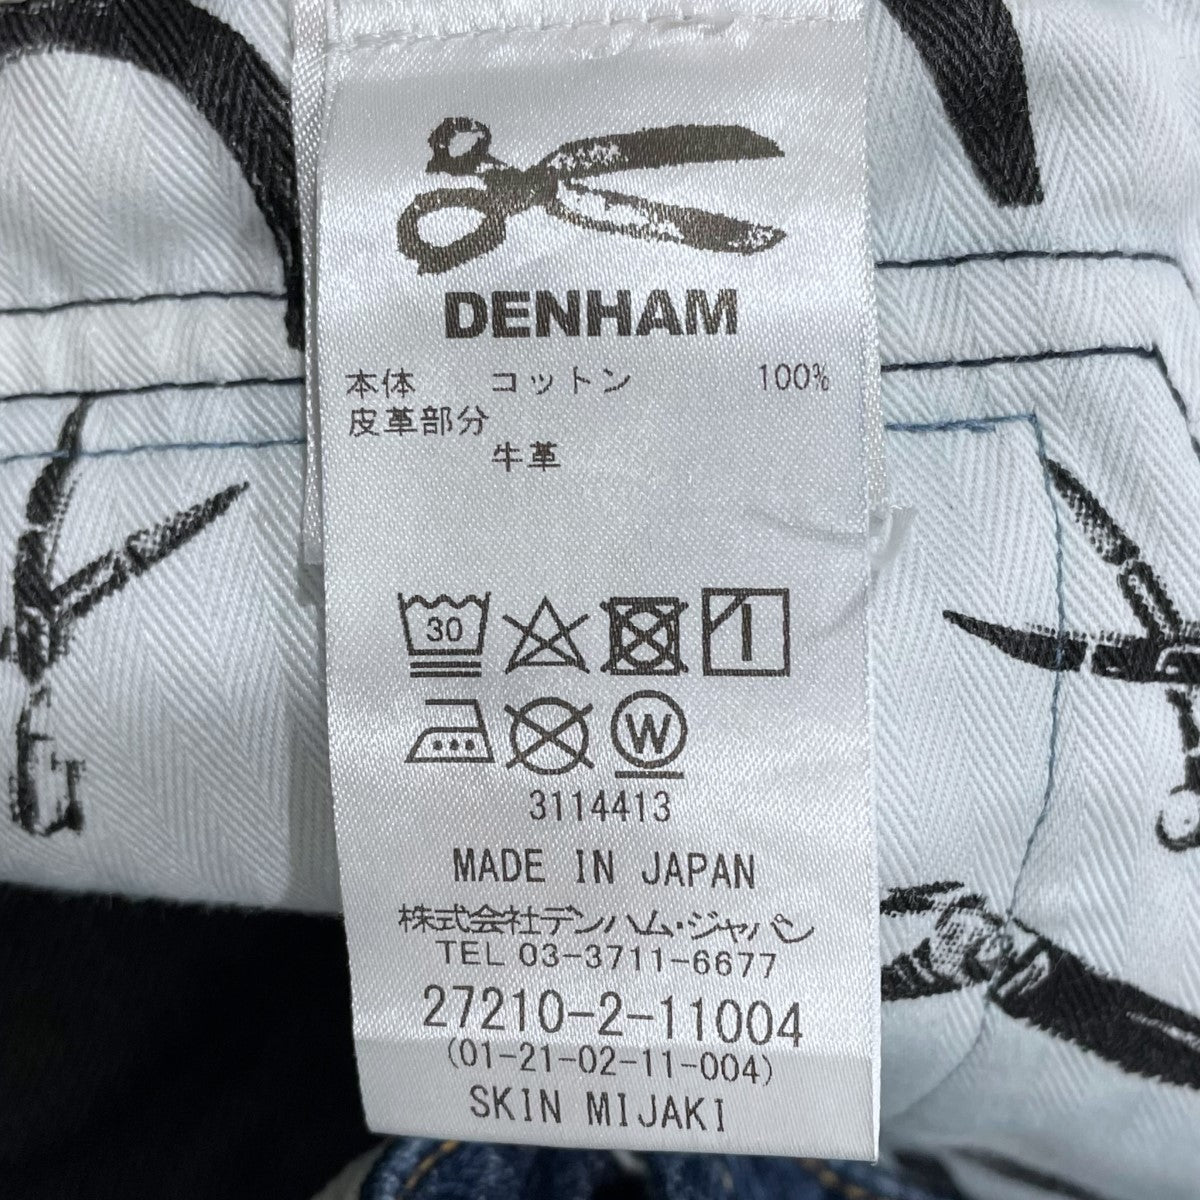 DENHAM
本体 コットン 100%
皮革部分
牛革
30
W
3114413
MADE IN JAPAN
株式会社デンハム・ジャパン
TEL 03-3711-6677
27210-2-11004
(01-21-02-11-004)
SKIN MIJAKI